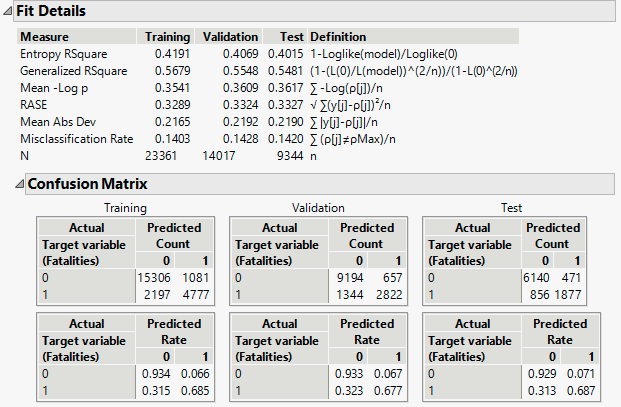 Fit Details
Measure Training Validation Test Definition
Entropy RSquare 0.4191 0.4069 0.4015 1-Loglike(model)/Loglike(0)
Generalized RSquare 0.5679 0.5548 0.5481 (1-(L(0)/L(model))^(2/n))/(1-L(0)^(2/n))
Mean -Log p 0.3541 0.3609 0.3617 ∑ -Log(ρ[j])/n
RASE 0.3289 0.3324 0.3327 √ ∑(y[j]-ρ[j])²/n
Mean Abs Dev 0.2165 0.2192 0.2190 ∑ |y[j]-ρ[j]|/n
Misclassification Rate 0.1403 0.1428 0.1420 ∑ (ρ[j]≠ρMax)/n
N 23361 14017 9344 n
Confusion Matrix
Training Validation Test
Actual Predicted Actual Predicted Actual Predicted
Target variable Count Target variable Count Target variable Count
(Fatalities) 0 1 (Fatalities) 0 1 (Fatalities) 0 1
0 15306 1081 0 9194 657 0 6140 471
1 2197 4777 1 1344 2822 1 856 1877
Actual Predicted Actual Predicted Actual Predicted
Target variable Rate Target variable Rate Target variable Rate
(Fatalities) 0 1 (Fatalities) 0 1 (Fatalities) 0 1
0 0.934 0.066 0 0.933 0.067 0 0.929 0.071
1 0.315 0.685 1 0.323 0.677 1 0.313 0.687